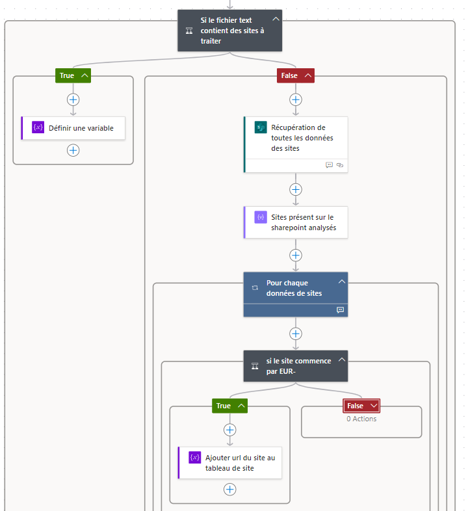 Si le fichier text
contient des sites à
traiter
True
False
Définir une variable
Récupération de
toutes les données
des sites
Sites présent sur le
sharepoint analysés
Pour chaque
données de sites
si le site commence
par EUR-
True
False
0 Actions
Ajouter url du site au
tableau de site